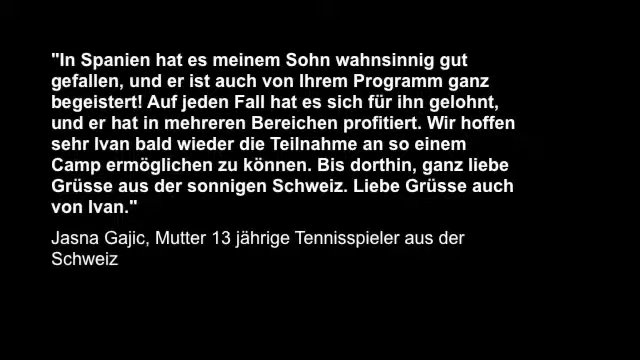 "In Spanien hat es meinem Sohn wahnsinnig gut
gefallen, und er ist auch von Ihrem Programm ganz
begeistert! Auf jeden Fall hat es sich für ihn gelohnt,
und er hat in mehreren Bereichen profitiert. Wir hoffen
sehr Ivan bald wieder die Teilnahme an so einem
Camp ermöglichen zu können. Bis dorthin, ganz liebe
Grüsse aus der sonnigen Schweiz. Liebe Grüsse auch
von Ivan."
Jasna Gajic, Mutter 13 jährige Tennisspieler aus der
Schweiz